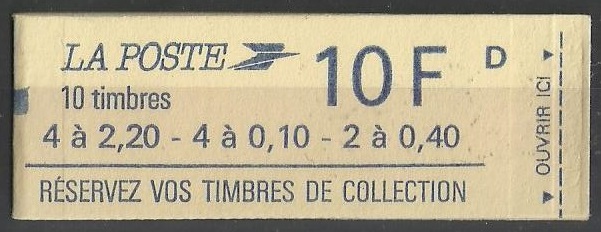 LA POSTE 10F D
10 timbres
4 à 2,20 - 4 à 0,10 - 2 à 0,40
RÉSERVEZ VOS TIMBRES DE COLLECTION
OUVRIR ICI